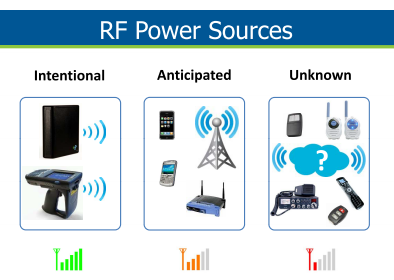 RF Power Sources
Intentional
Anticipated
Unknown
?